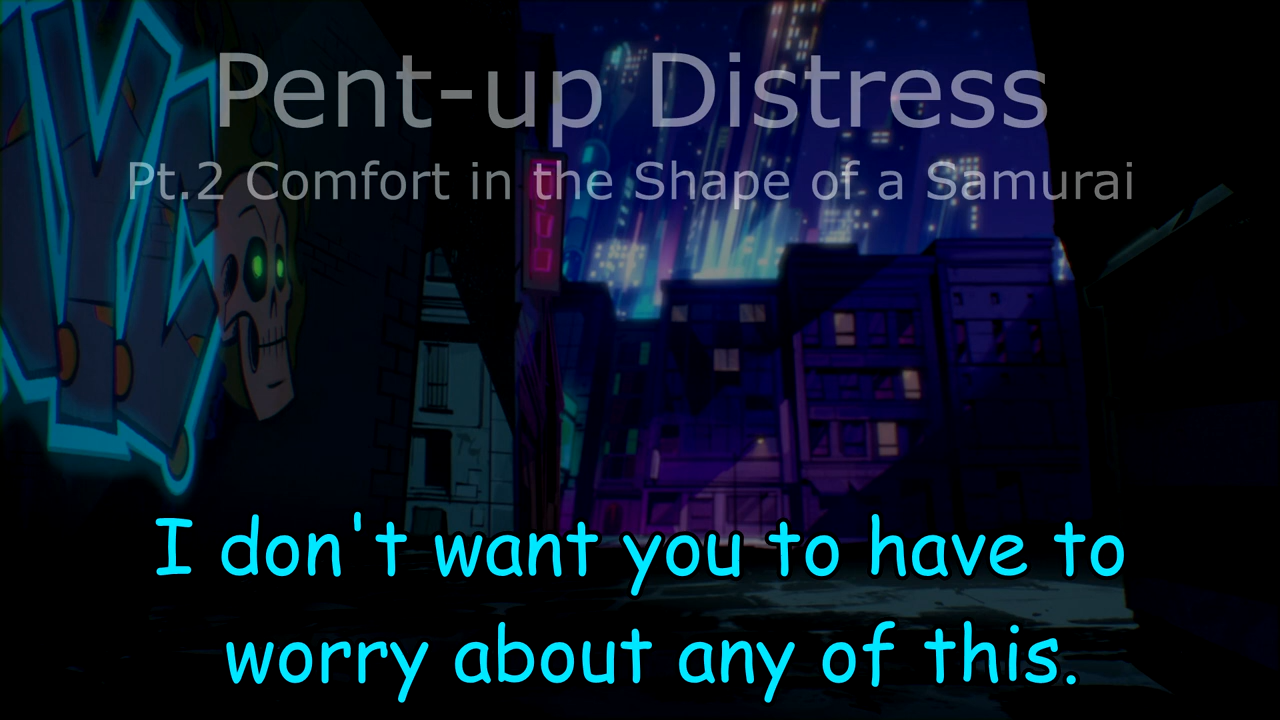 Pent-up Distress
Pt.2 Comfort in the Shape of a Samurai
I don't want you to have to
worry about any of this.